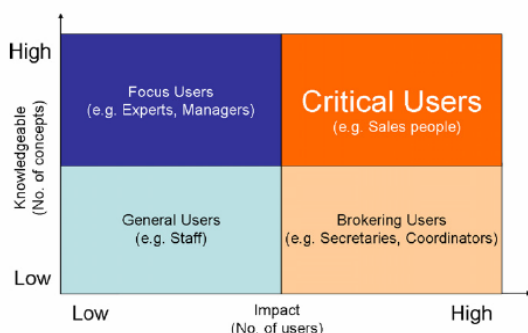 High
Knowledgeable
(No. of concepts)
Low
Focus Users
(e.g. Experts, Managers)
Critical Users
(e.g. Sales people)
General Users
(e.g. Staff)
Brokering Users
(e.g. Secretaries, Coordinators)
Low
Impact
(No. of users)
High